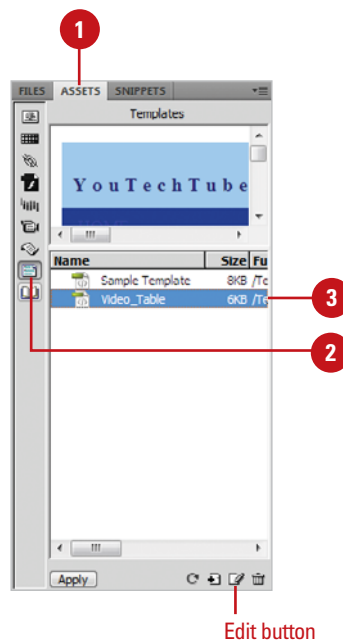 1
FILES ASSETS SNIPPETS
Templates
YouTechTube
Name Size Fu
Sample Template 8KB /Te
Video_Table 6KB /Te
3
2
Apply
Edit button